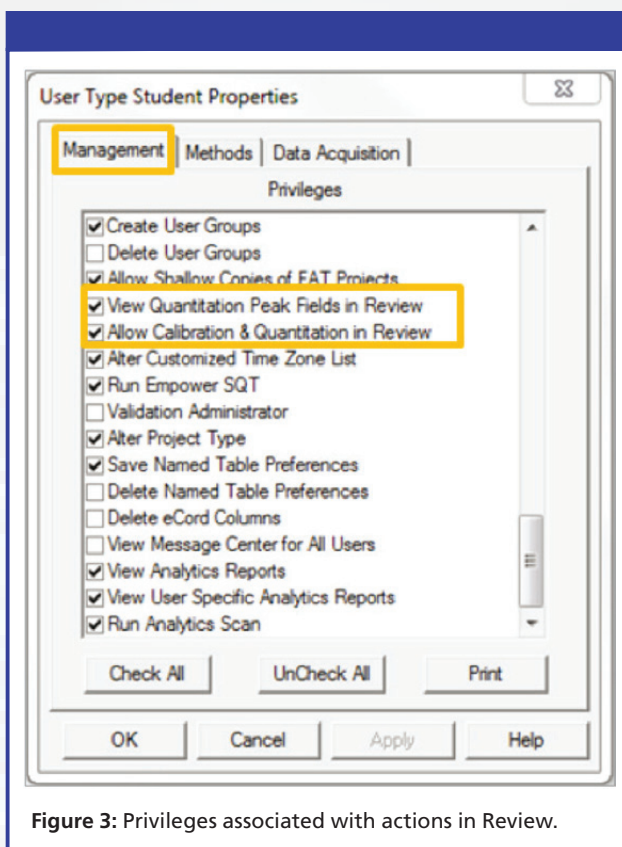 User Type Student Properties
Management Methods Data Acquisition
Privileges
Create User Groups
Delete User Groups
Allow Shallow Copies of FAT Projects
View Quantitation Peak Fields in Review
Allow Calibration & Quantitation in Review
Alter Customized Time Zone List
Run Empower SQT
Validation Administrator
Alter Project Type
Save Named Table Preferences
Delete Named Table Preferences
Delete eCord Columns
View Message Center for All Users
View Analytics Reports
View User Specific Analytics Reports
Run Analytics Scan
Check All UnCheck All Print
OK Cancel Apply Help
Figure 3: Privileges associated with actions in Review.